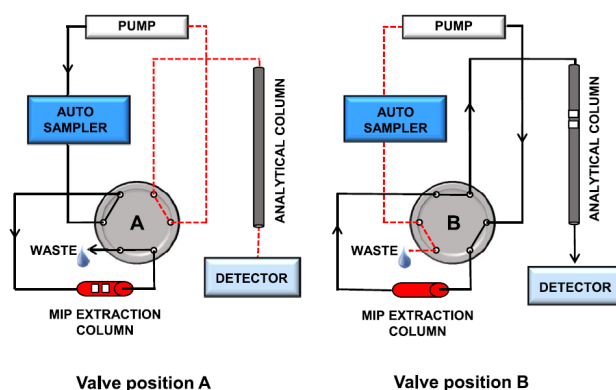 PUMP
AUTO
SAMPLER
A
WASTE
MIP EXTRACTION
COLUMN
ANALYTICAL COLUMN
DETECTOR
Valve position A
PUMP
AUTO
SAMPLER
B
WASTE
MIP EXTRACTION
COLUMN
ANALYTICAL COLUMN
DETECTOR
Valve position B